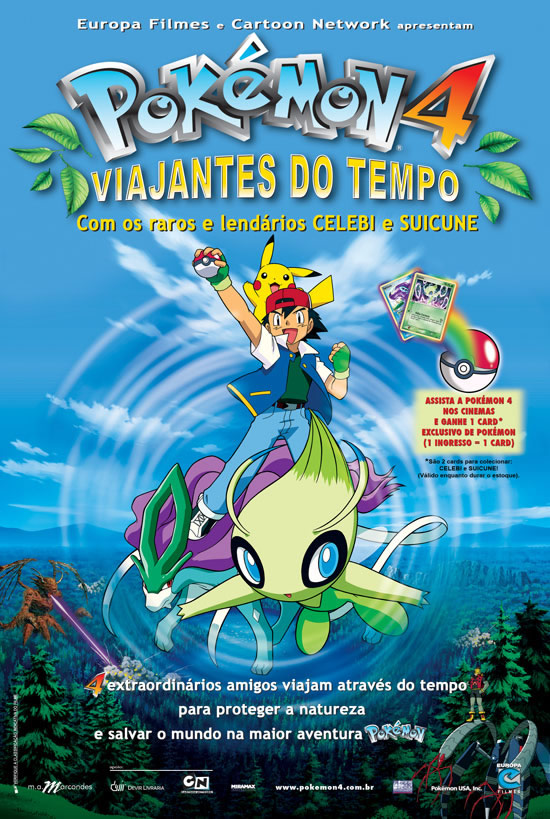 Europa Filmes e Cartoon Network apresentam
POKéMON 4
VIAJANTES DO TEMPO
Com os raros e lendários CELEBI e SUICUNE
ASSISTA A POKÉMON 4
NOS CINEMAS
E GANHE 1 CARD*
EXCLUSIVO DE POKÉMON
(1 INGRESSO = 1 CARD)
*São 2 cards para colecionar:
CELEBI e SUICUNE!
(Válido enquanto durar o estoque).
4 extraordinários amigos viajam através do tempo
para proteger a natureza
e salvar o mundo na maior aventura POKéMON
m.a.Marcondes
DEVIR LIVRARIA
CN
MIRAMAX
www.pokemon4.com.br
Pokémon USA, Inc.
EUROPA
FILMES